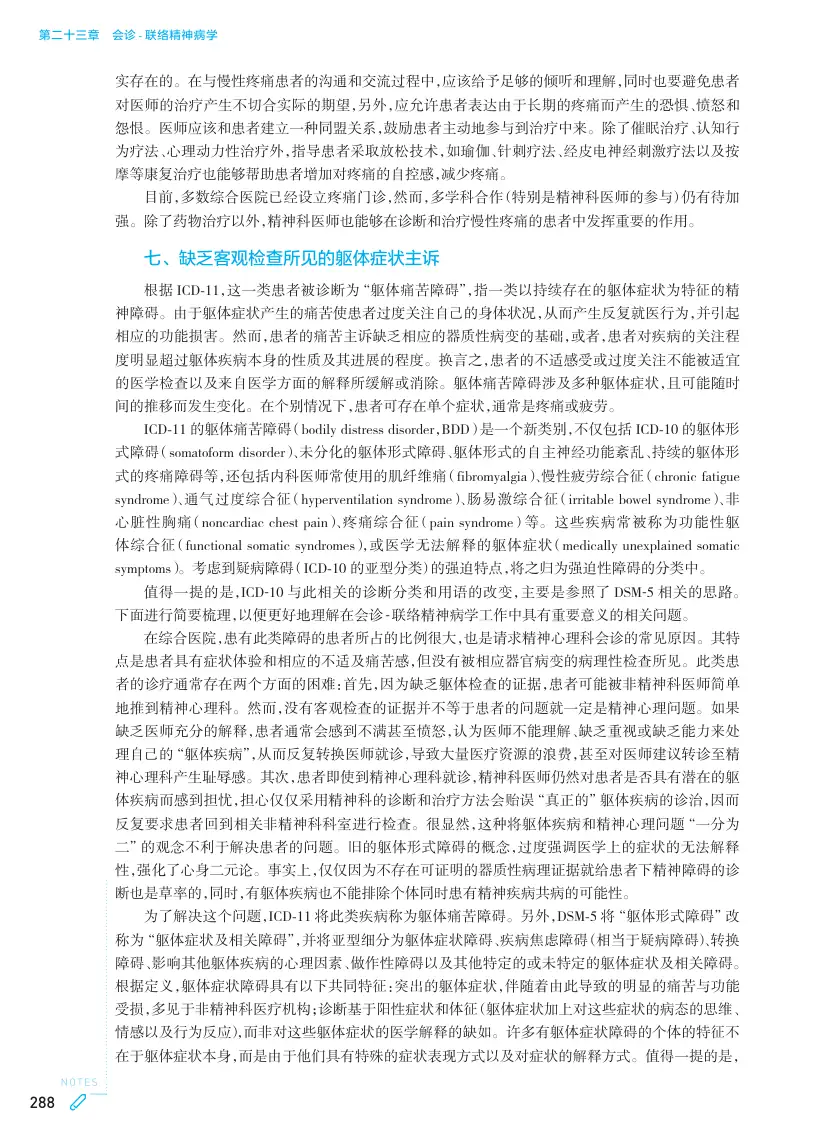 第二十三章 会诊-联络精神病学
实存在的。在与慢性疼痛患者的沟通和交流过程中,应该给予足够的倾听和理解,同时也要避免患者
对医师的治疗产生不切合实际的期望,另外,应允许患者表达由于长期的疼痛而产生的恐惧、愤怒和
怨恨。医师应该和患者建立一种同盟关系,鼓励患者主动地参与到治疗中来。除了催眠治疗、认知行
为疗法、心理动力性治疗外,指导患者采取放松技术,如瑜伽、针刺疗法、经皮电神经刺激疗法以及按
摩等康复治疗也能够帮助患者增加对疼痛的自控感,减少疼痛。
目前,多数综合医院已经设立疼痛门诊,然而,多学科合作(特别是精神科医师的参与)仍有待加
强。除了药物治疗以外,精神科医师也能够在诊断和治疗慢性疼痛的患者中发挥重要的作用。
七、缺乏客观检查所见的躯体症状主诉
根据 ICD-11,这一类患者被诊断为“躯体痛苦障碍”,指一类以持续存在的躯体症状为特征的精
神障碍。由于躯体症状产生的痛苦使患者过度关注自己的身体状况,从而产生反复就医行为,并引起
相应的功能损害。然而,患者的痛苦主诉缺乏相应的器质性病变的基础,或者,患者对疾病的关注程
度明显超过躯体疾病本身的性质及其进展的程度。换言之,患者的不适感受或过度关注不能被适宜
的医学检查以及来自医学方面的解释所缓解或消除。躯体痛苦障碍涉及多种躯体症状,且可能随时
间的推移而发生变化。在个别情况下,患者可存在单个症状,通常是疼痛或疲劳。
ICD-11 的躯体痛苦障碍(bodily distress disorder,BDD)是一个新类别,不仅包括 ICD-10 的躯体形
式障碍(somatoform disorder)、未分化的躯体形式障碍、躯体形式的自主神经功能紊乱、持续的躯体形
式的疼痛障碍等,还包括内科医师常使用的肌纤维痛(fibromyalgia)、慢性疲劳综合征(chronic fatigue
syndrome)、通气过度综合征(hyperventilation syndrome)、肠易激综合征(irritable bowel syndrome)、非
心脏性胸痛(noncardiac chest pain)、疼痛综合征(pain syndrome)等。这些疾病常被称为功能性躯
体综合征(functional somatic syndromes),或医学无法解释的躯体症状(medically unexplained somatic
symptoms)。考虑到疑病障碍(ICD-10 的亚型分类)的强迫特点,将之归为强迫性障碍的分类中。
值得一提的是,ICD-10 与此相关的诊断分类和用语的改变,主要是参照了 DSM-5 相关的思路。
下面进行简要梳理,以便更好地理解在会诊-联络精神病学工作中具有重要意义的相关问题。
在综合医院,患有此类障碍的患者所占的比例很大,也是请求精神心理科会诊的常见原因。其特
点是患者具有症状体验和相应的不适及痛苦感,但没有被相应器官病变的病理性检查所见。此类患
者的诊疗通常存在两个方面的困难:首先,因为缺乏躯体检查的证据,患者可能被非精神科医师简单
地推到精神心理科。然而,没有客观检查的证据并不等于患者的问题就一定是精神心理问题。如果
缺乏医师充分的解释,患者通常会感到不满甚至愤怒,认为医师不能理解、缺乏重视或缺乏能力来处
理自己的“躯体疾病”,从而反复转换医师就诊,导致大量医疗资源的浪费,甚至对医师建议转诊至精
神心理科产生耻辱感。其次,患者即使到精神心理科就诊,精神科医师仍然对患者是否具有潜在的躯
体疾病而感到担忧,担心仅仅采用精神科的诊断和治疗方法会贻误“真正的”躯体疾病的诊治,因而
反复要求患者回到相关非精神科科室进行检查。很显然,这种将躯体疾病和精神心理问题“一分为
二”的观念不利于解决患者的问题。旧的躯体形式障碍的概念,过度强调医学上的症状的无法解释
性,强化了心身二元论。事实上,仅仅因为不存在可证明的器质性病理证据就给患者下精神障碍的诊
断也是草率的,同时,有躯体疾病也不能排除个体同时患有精神疾病共病的可能性。
为了解决这个问题,ICD-11 将此类疾病称为躯体痛苦障碍。另外,DSM-5 将“躯体形式障碍”改
称为“躯体症状及相关障碍”,并将亚型细分为躯体症状障碍、疾病焦虑障碍(相当于疑病障碍)、转换
障碍、影响其他躯体疾病的心理因素、做作性障碍以及其他特定的或未特定的躯体症状及相关障碍。
根据定义,躯体症状障碍具有以下共同特征:突出的躯体症状,伴随着由此导致的明显的痛苦与功能
受损,多见于非精神科医疗机构;诊断基于阳性症状和体征(躯体症状加上对这些症状的病态的思维、
情感以及行为反应),而非对这些躯体症状的医学解释的缺如。许多有躯体症状障碍的个体的特征不
在于躯体症状本身,而是由于他们具有特殊的症状表现方式以及对症状的解释方式。值得一提的是,
NOTES
288